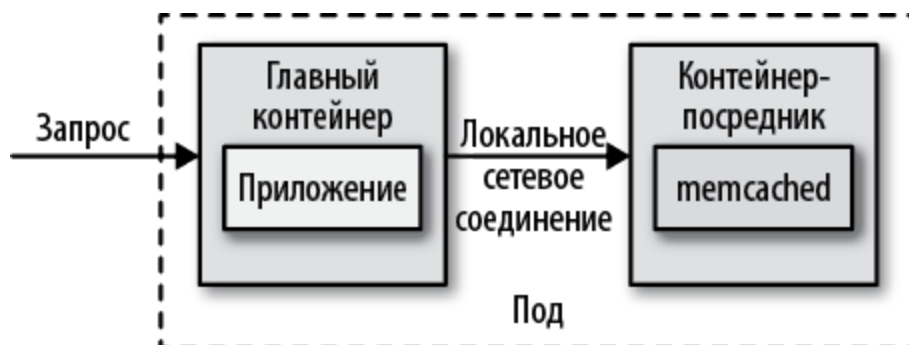 Запрос
Главный
контейнер
Приложение
Локальное
сетевое
соединение
Контейнер-
посредник
memcached
Под